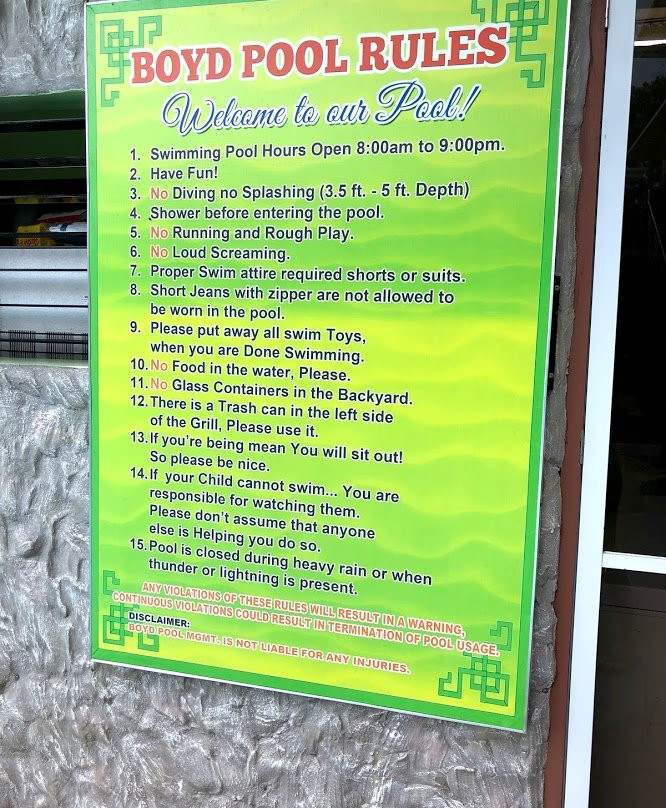 BOYD POOL RULES
Welcome to our Pool!
1. Swimming Pool Hours Open 8:00am to 9:00pm.
2. Have Fun!
3. No Diving no Splashing (3.5 ft. - 5 ft. Depth)
4. Shower before entering the pool.
5. No Running and Rough Play.
6. No Loud Screaming.
7. Proper Swim attire required shorts or suits.
8. Short Jeans with zipper are not allowed to
be worn in the pool.
9. Please put away all swim Toys,
when you are Done Swimming.
10. No Food in the water, Please.
11. No Glass Containers in the Backyard.
12. There is a Trash can in the left side
of the Grill, Please use it.
13. If you're being mean You will sit out!
So please be nice.
14. If your Child cannot swim... You are
responsible for watching them.
Please don't assume that anyone
else is Helping you do so.
15. Pool is closed during heavy rain or when
thunder or lightning is present.
ANY VIOLATIONS OF THESE RULES WILL RESULT IN A WARNING,
CONTINUOUS VIOLATIONS COULD RESULT IN TERMINATION OF POOL USAGE.
DISCLAIMER:
BOYD POOL MGMT. IS NOT LIABLE FOR ANY INJURIES.